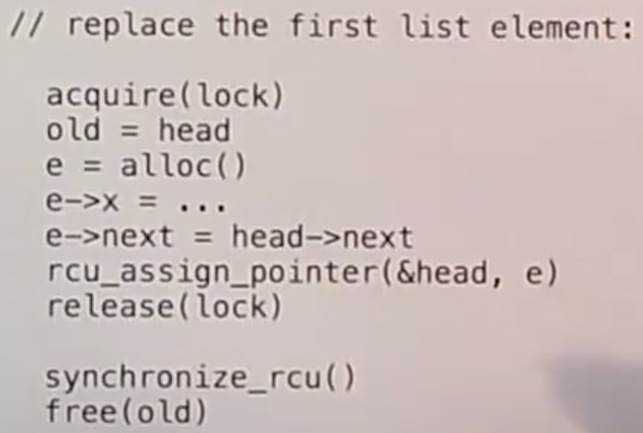 // replace the first list element:
acquire(lock)
old = head
e = alloc()
e->x = ...
e->next = head->next
rcu_assign_pointer(&head, e)
release(lock)
synchronize_rcu()
free(old)